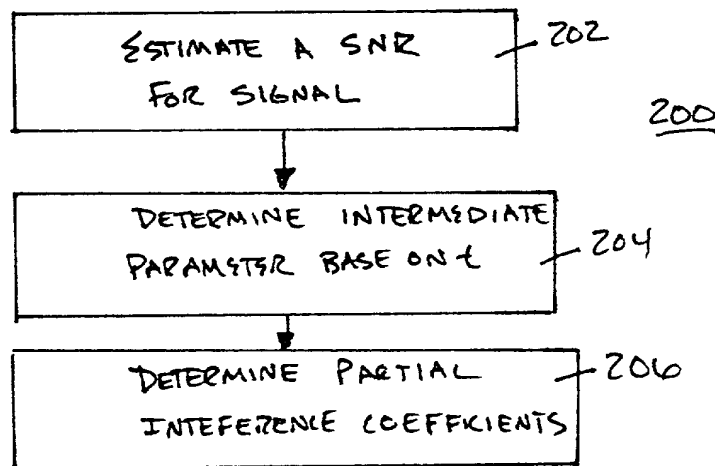 ESTIMATE A SNR
FOR SIGNAL
202
200
DETERMINE INTERMEDIATE
PARAMETER BASE ON t
204
DETERMINE PARTIAL
INTEFERENCE COEFFICIENTS
206